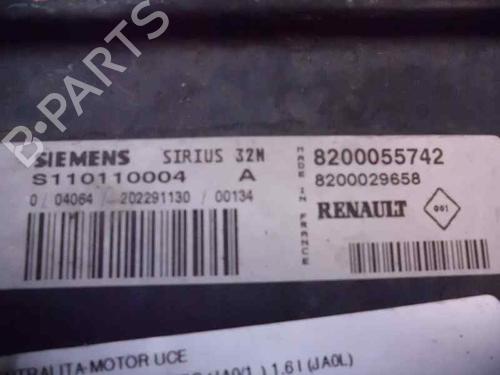 B-PARTS
SIEMENS SIRIUS 32N
S110110004 A
0 / 04064 / 202291130 / 00134
MADE IN FRANCE
8200055742
8200029658
RENAULT
001
MOTOR UCE
1.6 I (JA0L)